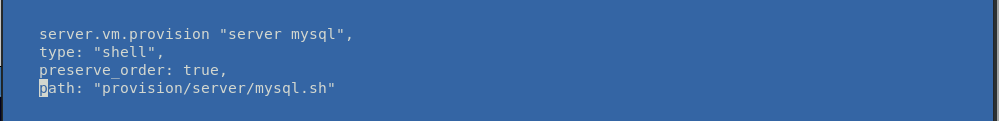 server.vm.provision "server mysql",
type: "shell",
preserve_order: true,
path: "provision/server/mysql.sh"